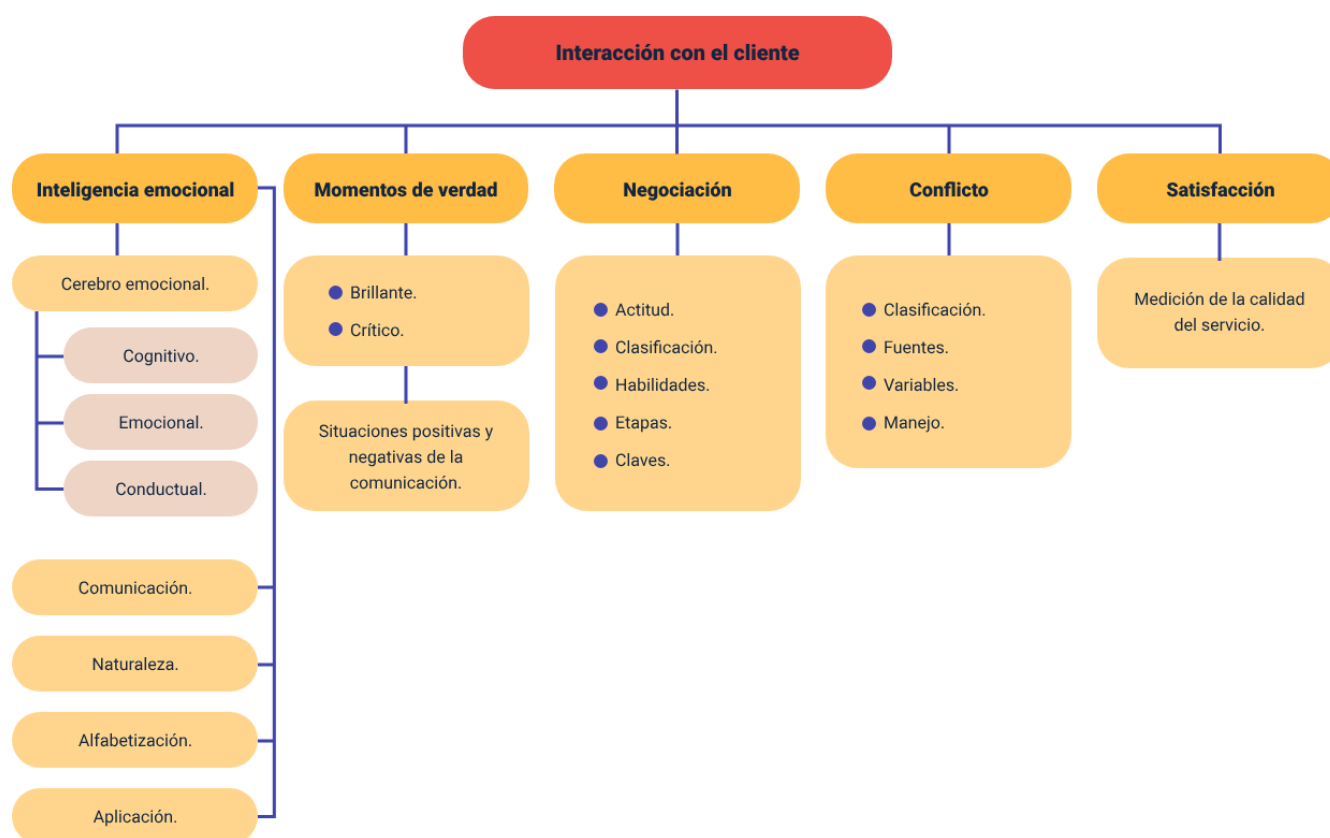 Interacción con el cliente
Inteligencia emocional
Cerebro emocional.
Cognitivo.
Emocional.
Conductual.
Comunicación.
Naturaleza.
Alfabetización.
Aplicación.
Momentos de verdad
Brillante.
Crítico.
Situaciones positivas y
negativas de la
comunicación.
Negociación
Actitud.
Clasificación.
Habilidades.
Etapas.
Claves.
Conflicto
Clasificación.
Fuentes.
Variables.
Manejo.
Satisfacción
Medición de la calidad
del servicio.